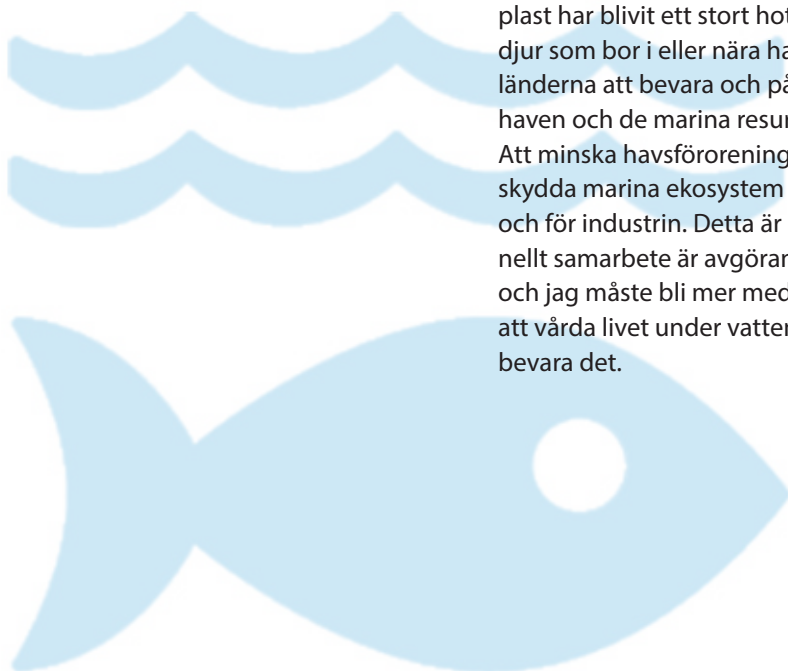 plast har blivit ett stort hot
djur som bor i eller nära ha
länderna att bevara och på
haven och de marina resur
Att minska havsförorening
skydda marina ekosystem
och för industrin. Detta är
nellt samarbete är avgörar
och jag måste bli mer med
att vårda livet under vatter
bevara det.